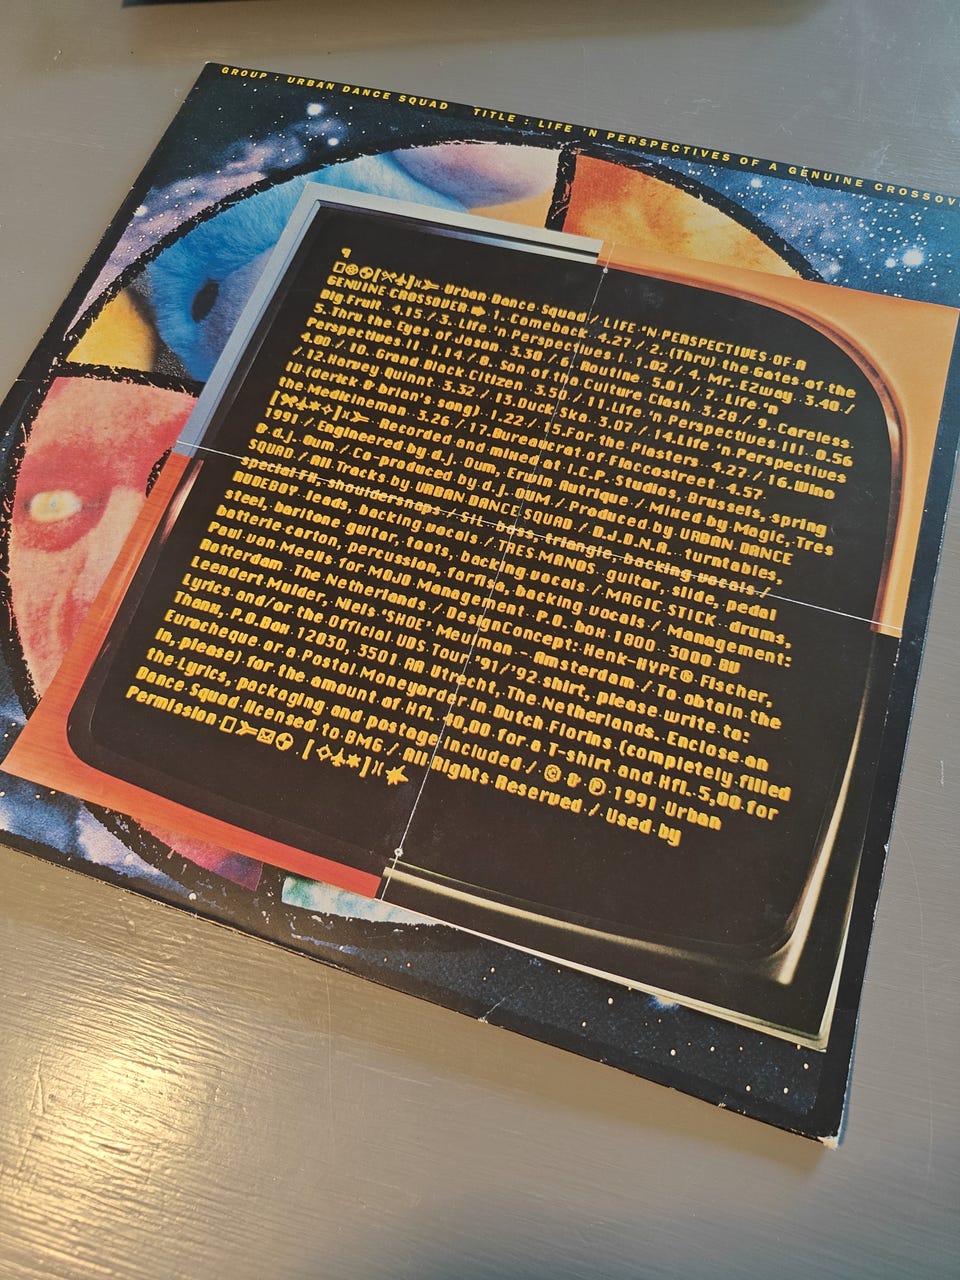 ¶
Urban Dance Squad / LIFE 'N PERSPECTIVES OF A
GENUINE CROSSOVER ➨ 1. Comeback 4.27 / 2. (Thru) the Gates of the
Big Fruit 4.15 / 3. Life 'n Perspectives I 1.02 / 4. Mr. EZway 3.40 /
5. Thru the Eyes of Jason 3.30 / 6. Routine 5.01 / 7. Life 'n
Perspectives II 1.14 / 8. Son of the Culture Clash 3.28 / 9. Careless
4.00 / 10. Grand Black Citizen 3.50 / 11. Life 'n Perspectives III 0.56
/ 12. Harvey Quinnt 3.32 / 13. Duck Ska 3.07 / 14. Life 'n Perspectives
IV (derick & brian's song) 1.22 / 15. For the Plasters 4.27 / 16. Wino
the Medicineman 3.26 / 17. Bureaucrat of Flaccostreet 4.57
Recorded and mixed at I.C.P. Studios, Brussels, spring
1991 / Engineered by d.j. Oum, Erwin Autrique / Mixed by Magic, Tres
& d.j. Oum / Co-produced by d.j. OUM / Produced by URBAN DANCE
SQUAD / All Tracks by URBAN DANCE SQUAD / D.J.D.N.A. turntables,
special FX, shouldersnaps / Sil bass, triangle, backing vocals /
RUDEBOY leads, backing vocals / TRES MANOS guitar, slide, pedal
steel, baritone guitar, toots, backing vocals / MAGIC STICK drums,
batterie carton, percussion, farfisa, backing vocals / Management:
Paul van Meelis for MOJO Management P.O. box 1800 3000 BV
Rotterdam The Netherlands / DesignConcept: Henk-HYPE® Fischer,
Leendert Mulder, Niels 'SHOE' Meulman - Amsterdam / To obtain the
Lyrics and/or the Official UDS Tour '91/'92 shirt, please write to:
ThanX, P.O.Box 12030, 3501 AA Utrecht, The Netherlands. Enclose an
Eurocheque or a Postal Moneyorder in Dutch Florins (completely filled
in, please) for the amount of Hfl. 40,00 for a T-shirt and Hfl. 5,00 for
the Lyrics, packaging and postage included / © & ℗ 1991 Urban
Dance Squad licensed to BMG / All Rights Reserved / Used by
Permission
GROUP : URBAN DANCE SQUAD TITLE : LIFE 'N PERSPECTIVES OF A GENUINE CROSSOV